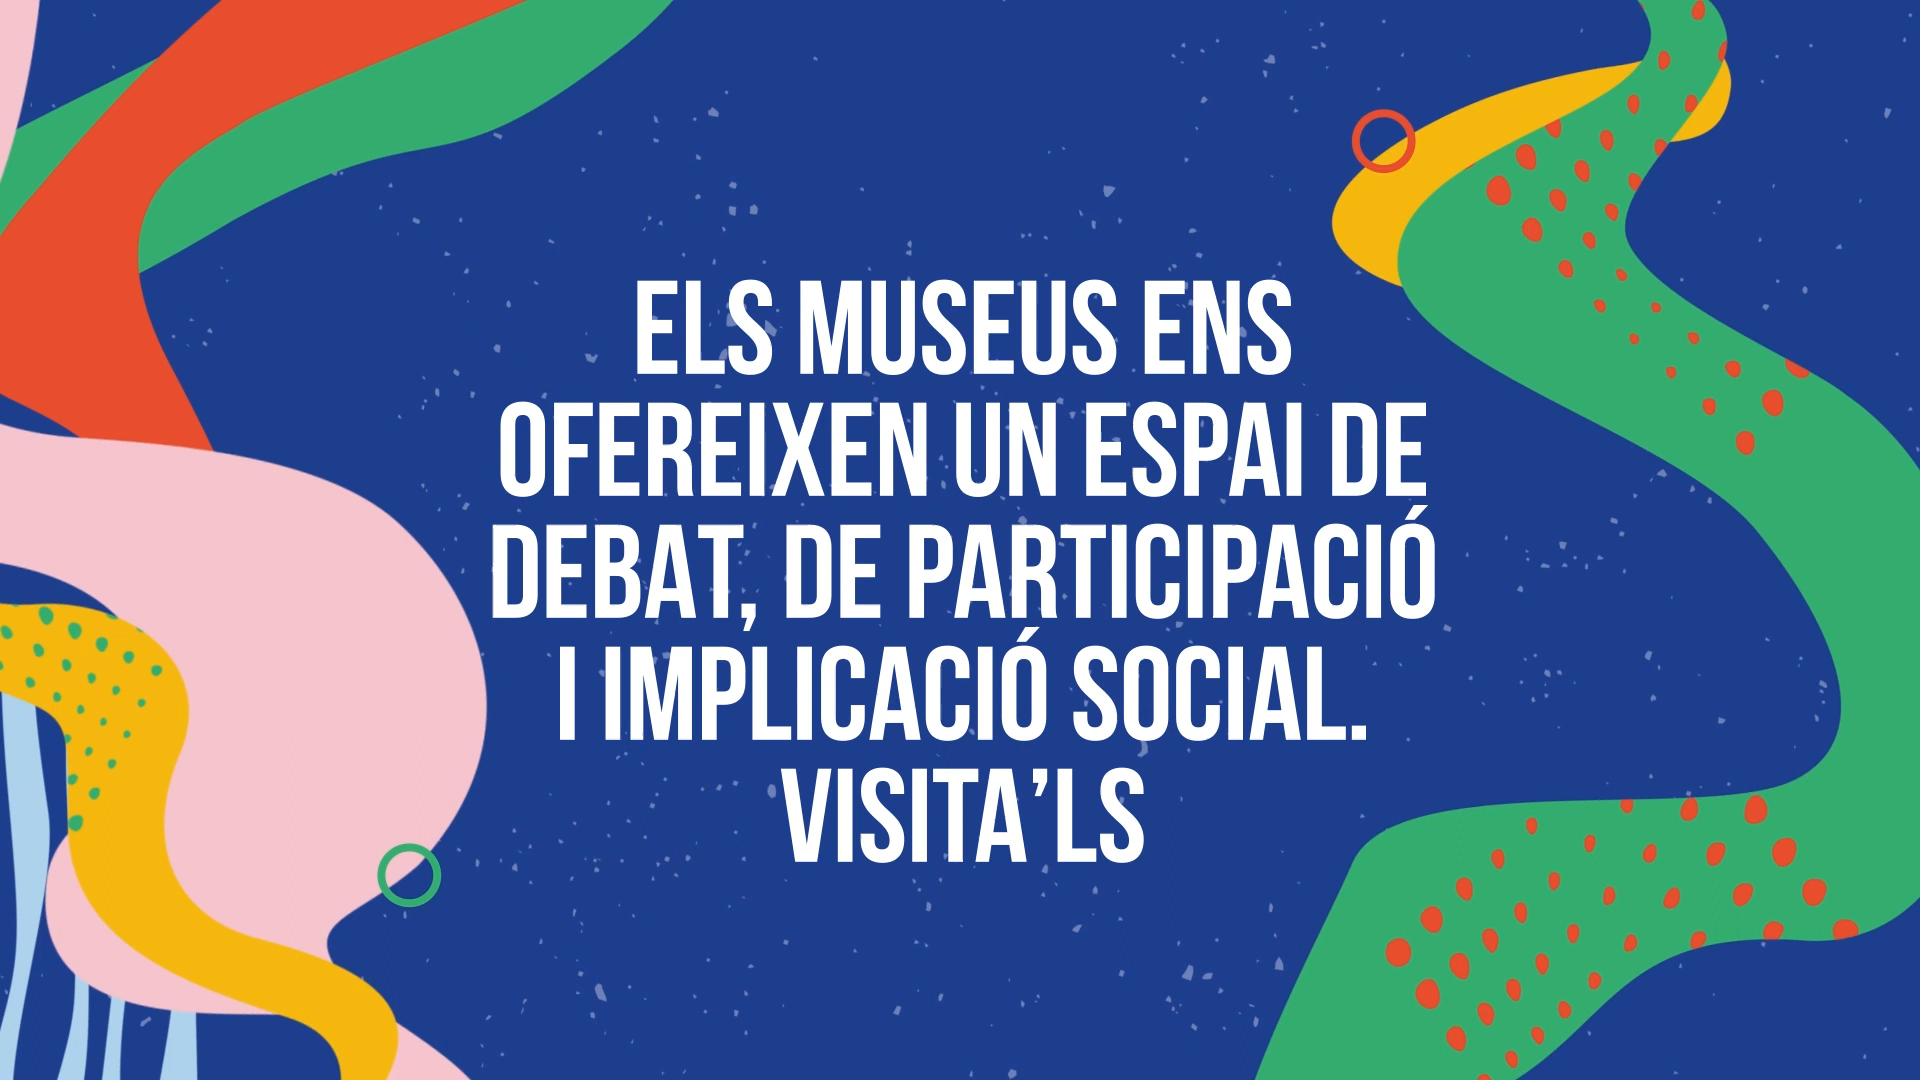 ELS MUSEUS ENS
OFEREIXEN UN ESPAI DE
DEBAT, DE PARTICIPACIÓ
I IMPLICACIÓ SOCIAL.
VISITA’LS